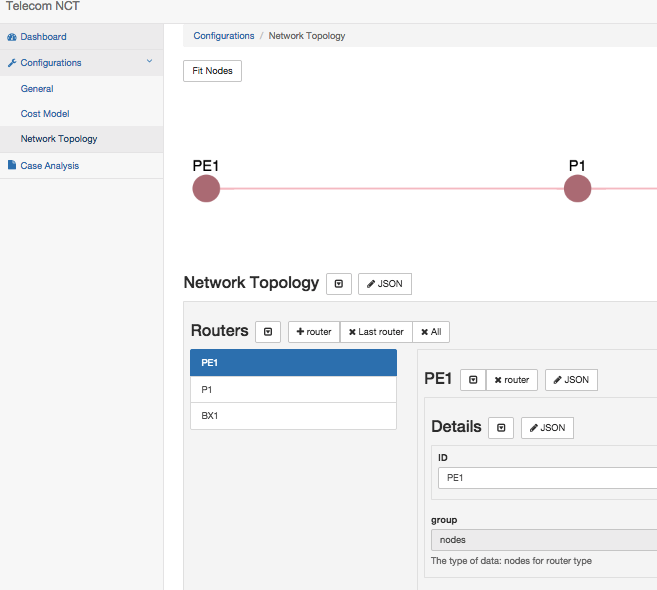 Telecom NCT
Dashboard
Configurations
General
Cost Model
Network Topology
Case Analysis
Configurations / Network Topology
Fit Nodes
PE1
P1
Network Topology
JSON
Routers
router
Last router
All
PE1
P1
BX1
PE1
router
JSON
Details
JSON
ID
PE1
group
nodes
The type of data: nodes for router type